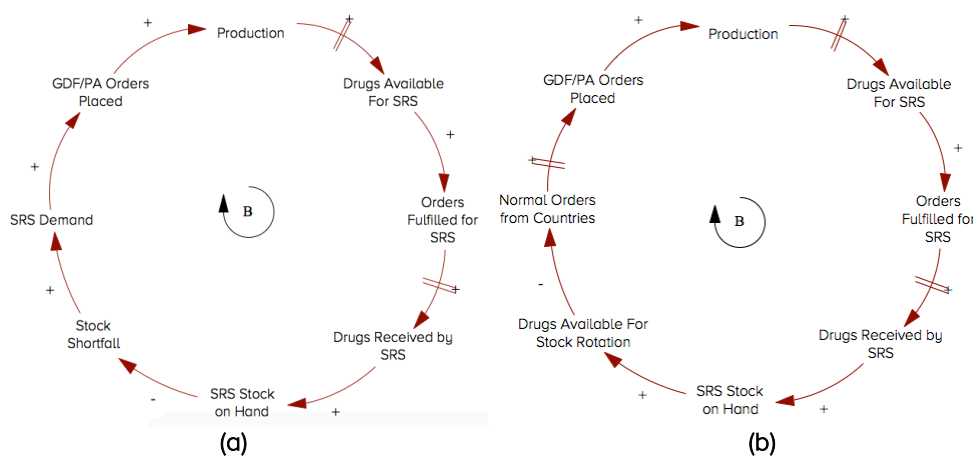 Production
GDF/PA Orders
Placed
Drugs Available
For SRS
SRS Demand
Orders
Fulfilled for
SRS
B
Stock
Shortfall
Drugs Received by
SRS
SRS Stock
on Hand
+
+
+
+
+
+
+
-
(a)
Production
GDF/PA Orders
Placed
Drugs Available
For SRS
Normal Orders
from Countries
Orders
Fulfilled for
SRS
B
Drugs Available For
Stock Rotation
Drugs Received by
SRS
SRS Stock
on Hand
+
+
+
+
+
+
+
-
(b)